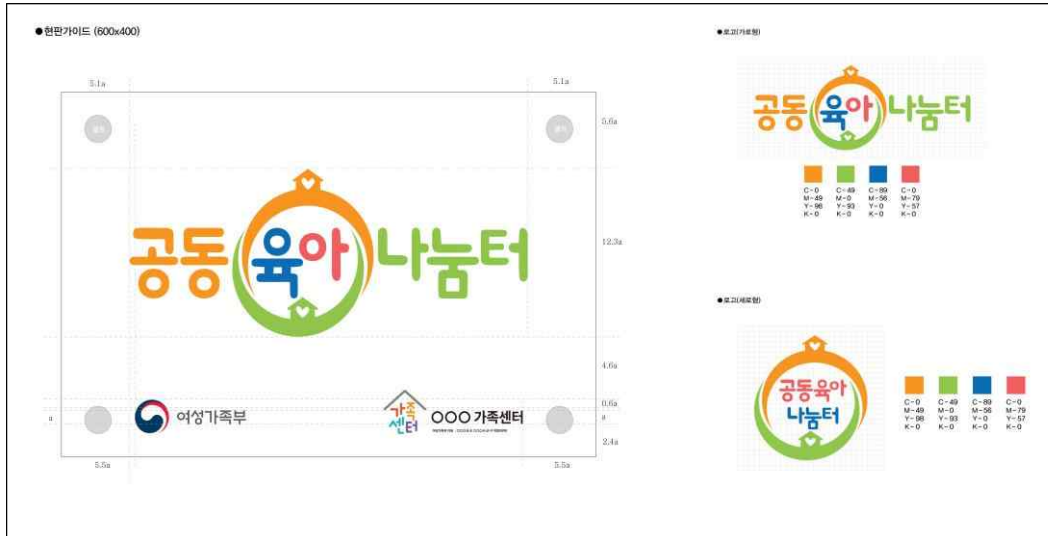 ●현판가이드 (600x400)
5.1a
5.1a
5.6a
공동육아나눔터
12.3a
4.6a
0.6a
a
a
여성가족부
가족센터
○○○ 가족센터
2.4a
5.5a
5.5a
●로고(가로형)
공동육아나눔터
C-0
M-49
Y-98
K-0
C-49
M-0
Y-93
K-0
C-89
M-56
Y-0
K-0
C-0
M-79
Y-57
K-0
●로고(세로형)
공동육아
나눔터
C-0
M-49
Y-98
K-0
C-49
M-0
Y-93
K-0
C-89
M-56
Y-0
K-0
C-0
M-79
Y-57
K-0